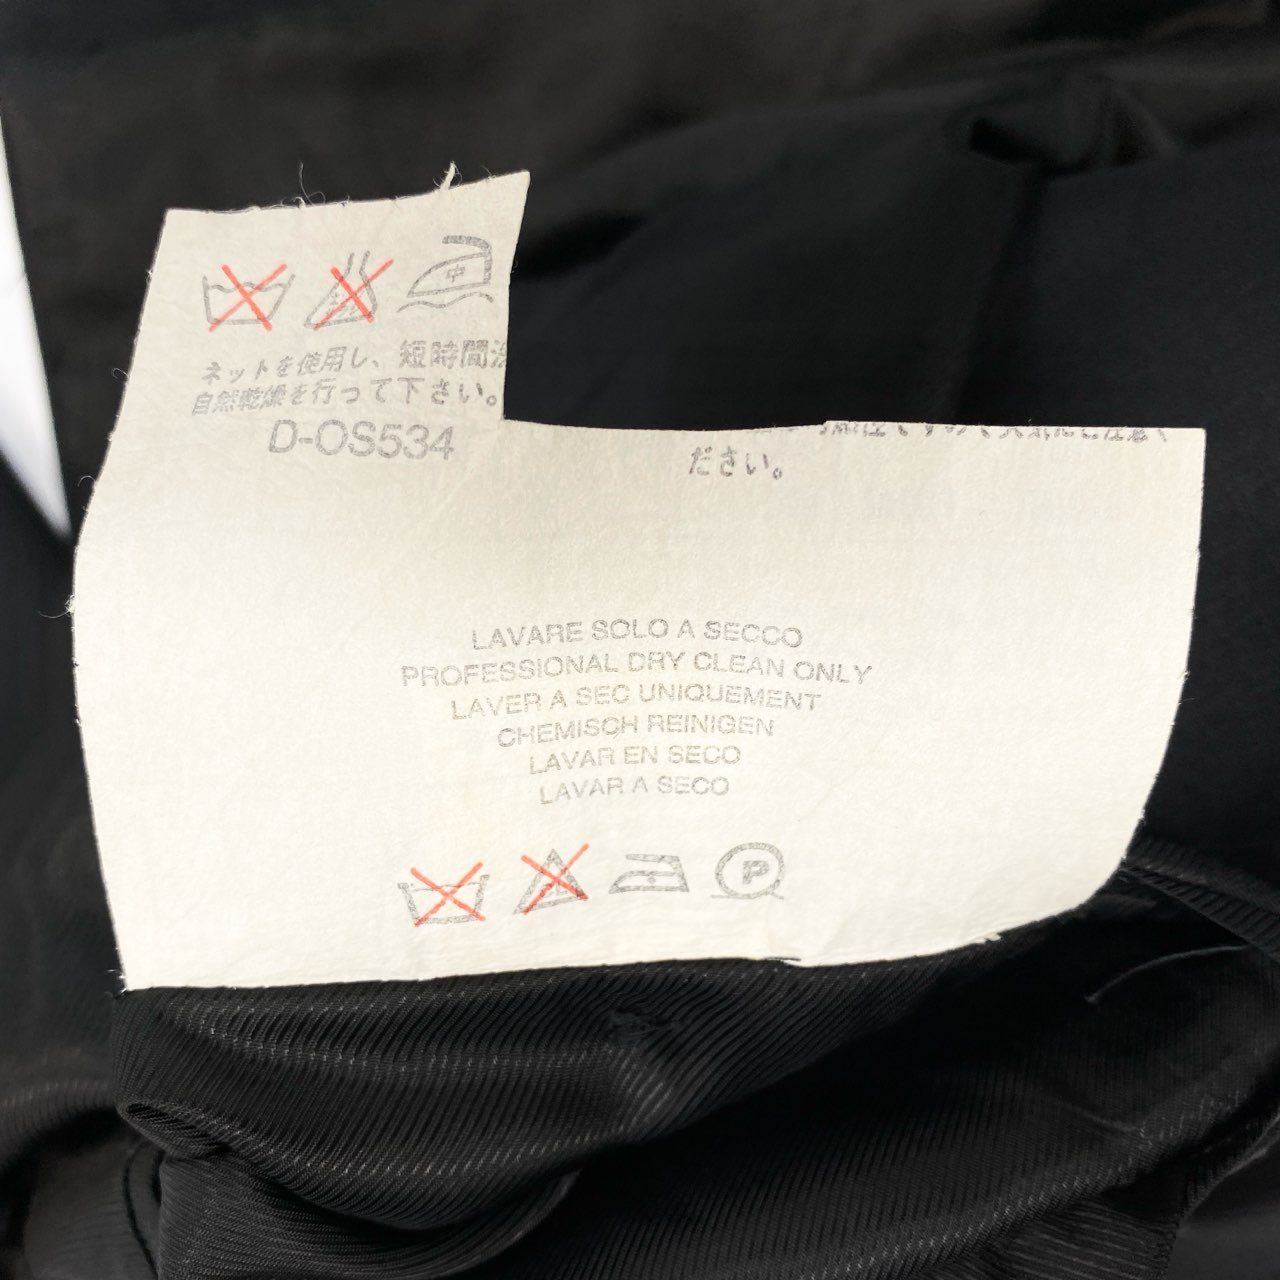 ネットを使用し、短時間
自然乾燥を行って下さい。
D-OS534
ださい。
LAVARE SOLO A SECCO
PROFESSIONAL DRY CLEAN ONLY
LAVER A SEC UNIQUEMENT
CHEMISCH REINIGEN
LAVAR EN SECO
LAVAR A SECO
P